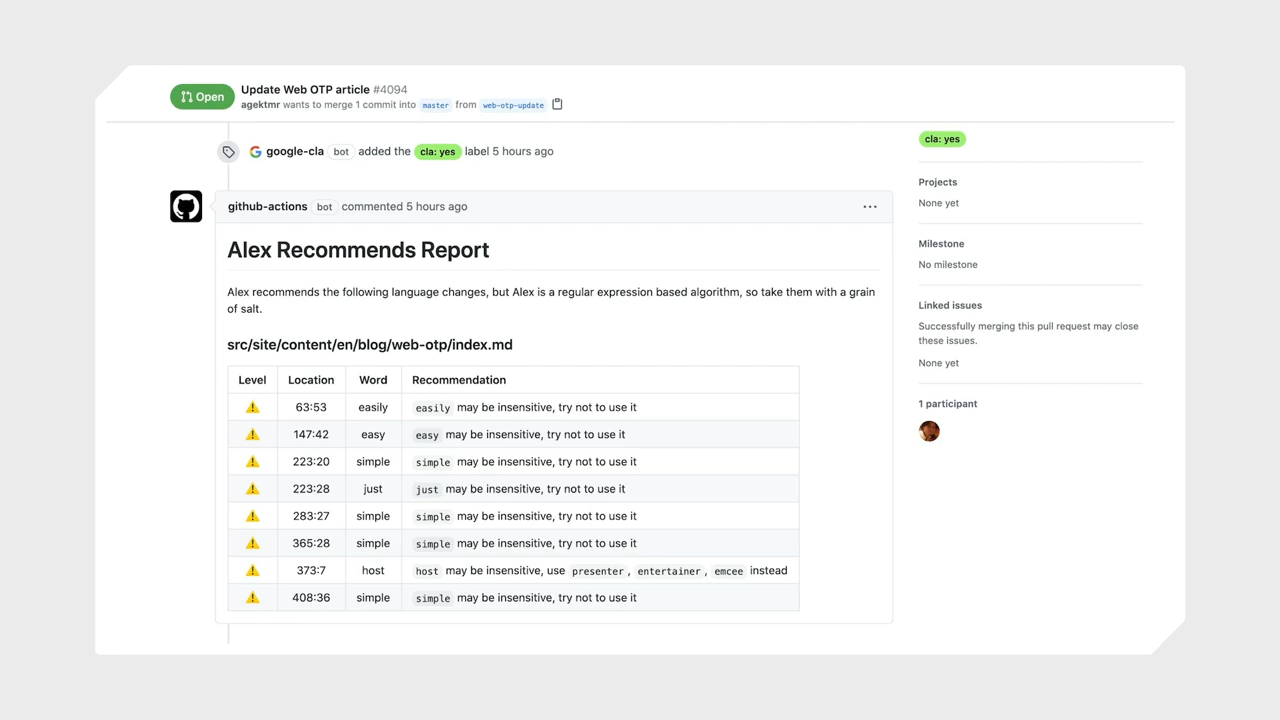 Open
Update Web OTP article #4094
agektmr wants to merge 1 commit into master from web-otp-update
google-cla bot added the cla: yes label 5 hours ago
github-actions bot commented 5 hours ago
Alex Recommends Report
Alex recommends the following language changes, but Alex is a regular expression based algorithm, so take them with a grain
of salt.
src/site/content/en/blog/web-otp/index.md
Level Location Word Recommendation
63:53 easily easily may be insensitive, try not to use it
147:42 easy easy may be insensitive, try not to use it
223:20 simple simple may be insensitive, try not to use it
223:28 just just may be insensitive, try not to use it
283:27 simple simple may be insensitive, try not to use it
365:28 simple simple may be insensitive, try not to use it
373:7 host host may be insensitive, use presenter, entertainer, emcee instead
408:36 simple simple may be insensitive, try not to use it
cla: yes
Projects
None yet
Milestone
No milestone
Linked issues
Successfully merging this pull request may close
these issues.
None yet
1 participant